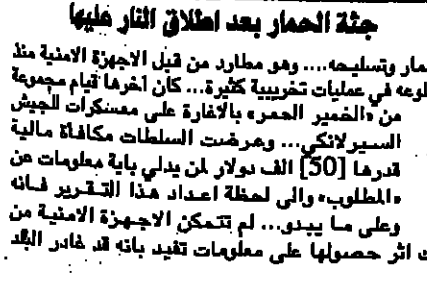 جثة الحمار بعد اطلاق النار عليها
مار وتسليحه.... وهو مطارد من قبل الاجهزة الامنية منذ
لوعه في عمليات تخريبية كثيرة... كان آخرها قيام مجموعة
من «الخمير الحمر» بالاغارة على معسكرات للجيش
السيرلانكي... وعرضت السلطات مكافأة مالية
قدرها [50] الف دولار لمن يدلي باية معلومات عن
«المطلوب» والى لحظة اعداد هذا التقرير فانه
وعلى ما يبدو... لم تتمكن الاجهزة الامنية من
ك اثر حصولها على معلومات تفيد بانه قد غادر البلد